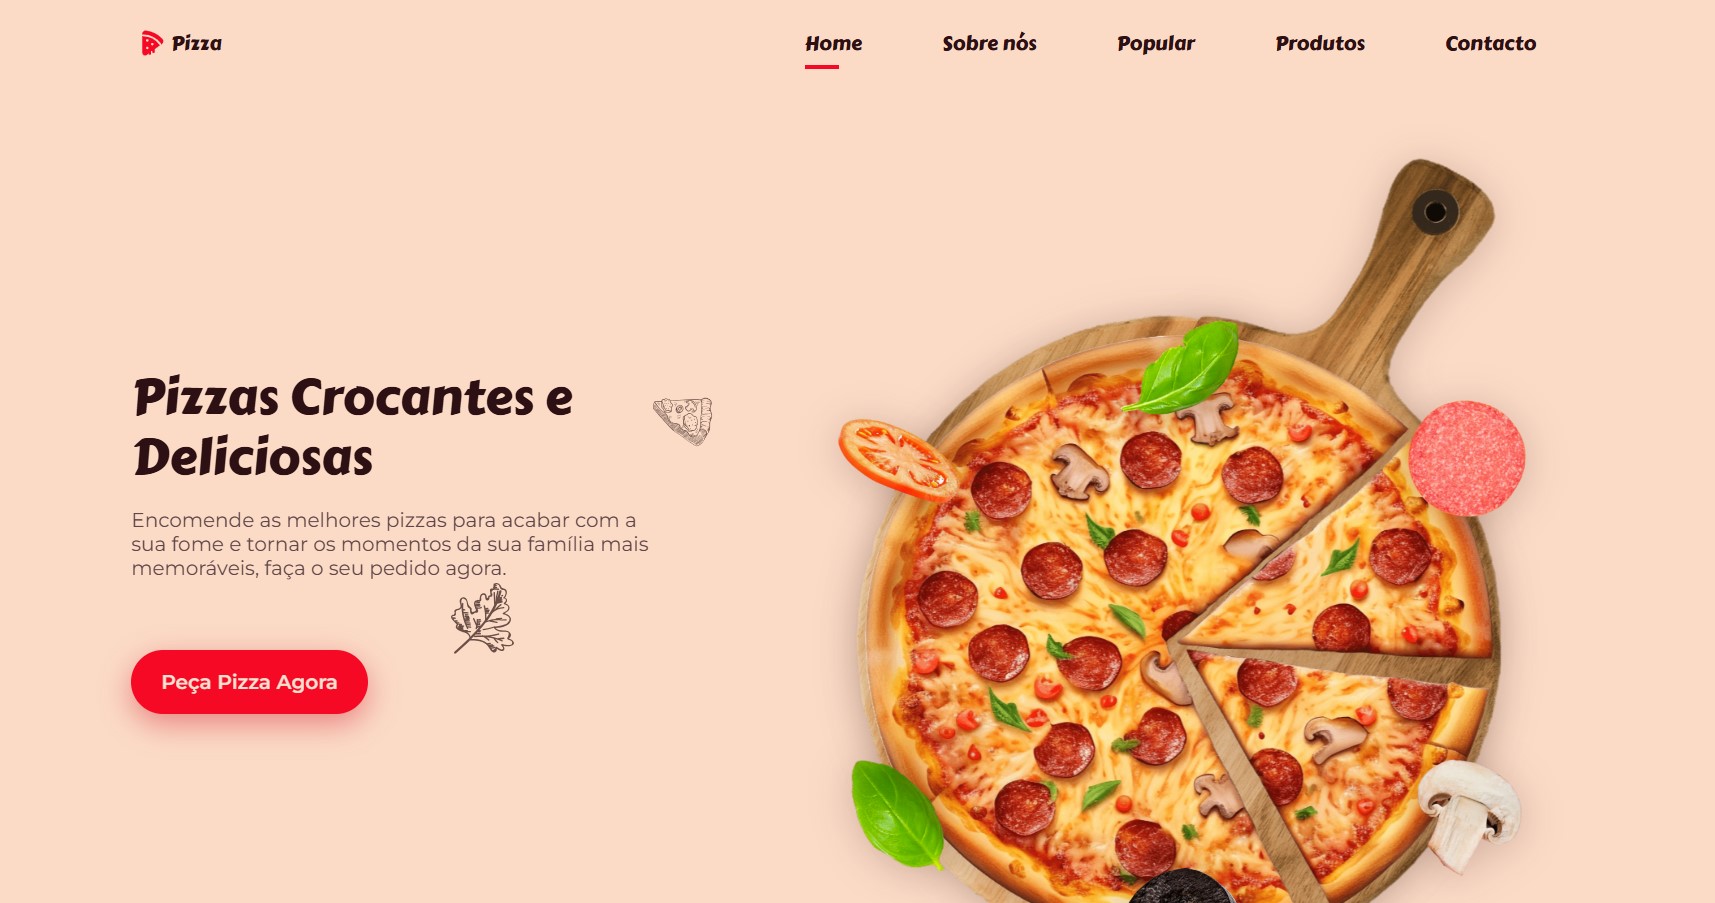 Pizza
Home
Sobre nós
Popular
Produtos
Contacto
Pizzas Crocantes e
Deliciosas
Encomende as melhores pizzas para acabar com a
sua fome e tornar os momentos da sua família mais
memoráveis, faça o seu pedido agora.
Peça Pizza Agora